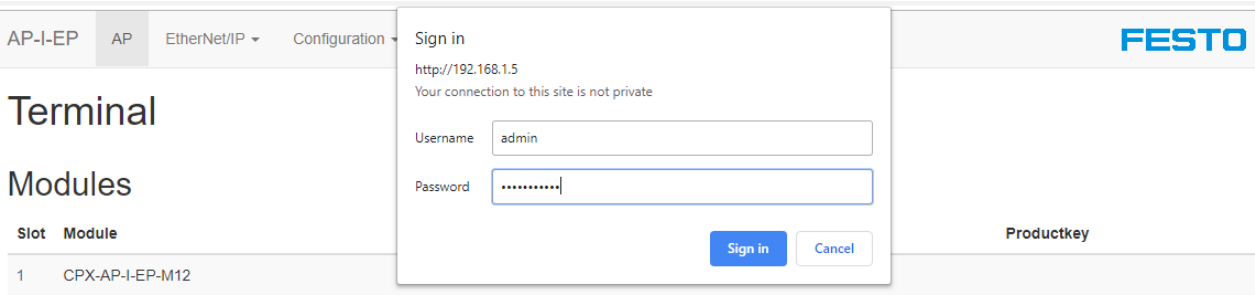 AP-I-EP AP EtherNet/IP Configuration
FESTO
Sign in
http://192.168.1.5
Your connection to this site is not private
Username admin
Password •••••••••••
Sign in Cancel
Terminal
Modules
Slot Module Productkey
1 CPX-AP-I-EP-M12